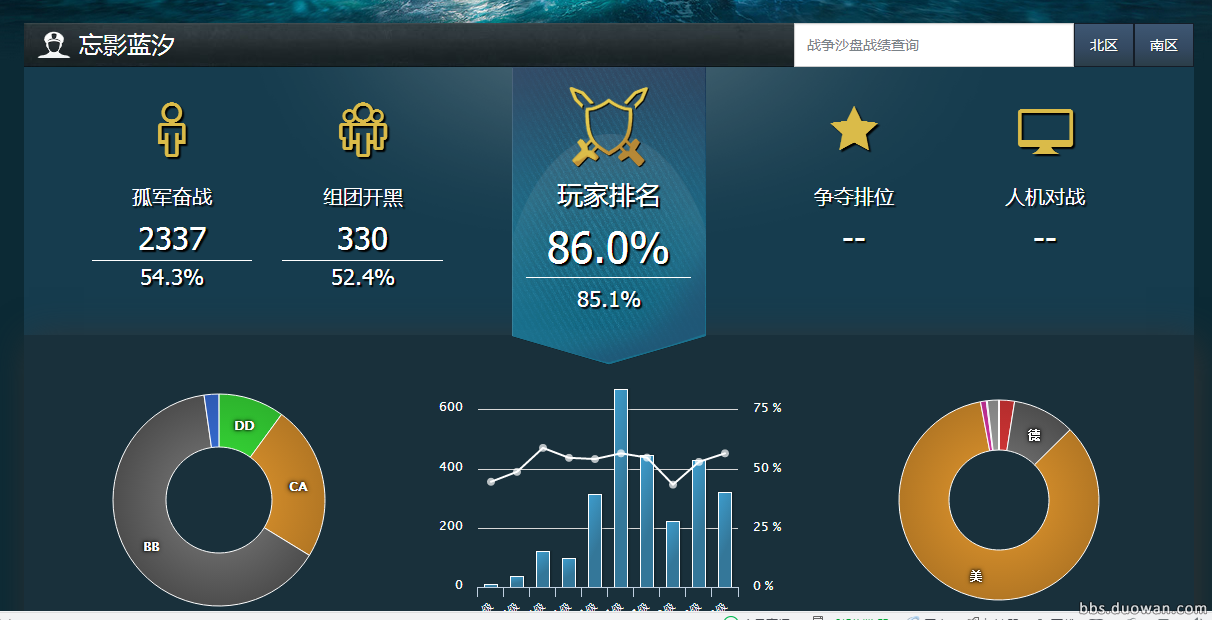 忘影蓝汐
战争沙盘战绩查询
北区
南区
孤军奋战
2337
54.3%
组团开黑
330
52.4%
玩家排名
86.0%
85.1%
争夺排位
--
人机对战
--
DD
CA
BB
600
400
200
0
75 %
50 %
25 %
0 %
德
美
bbs.duowan.com